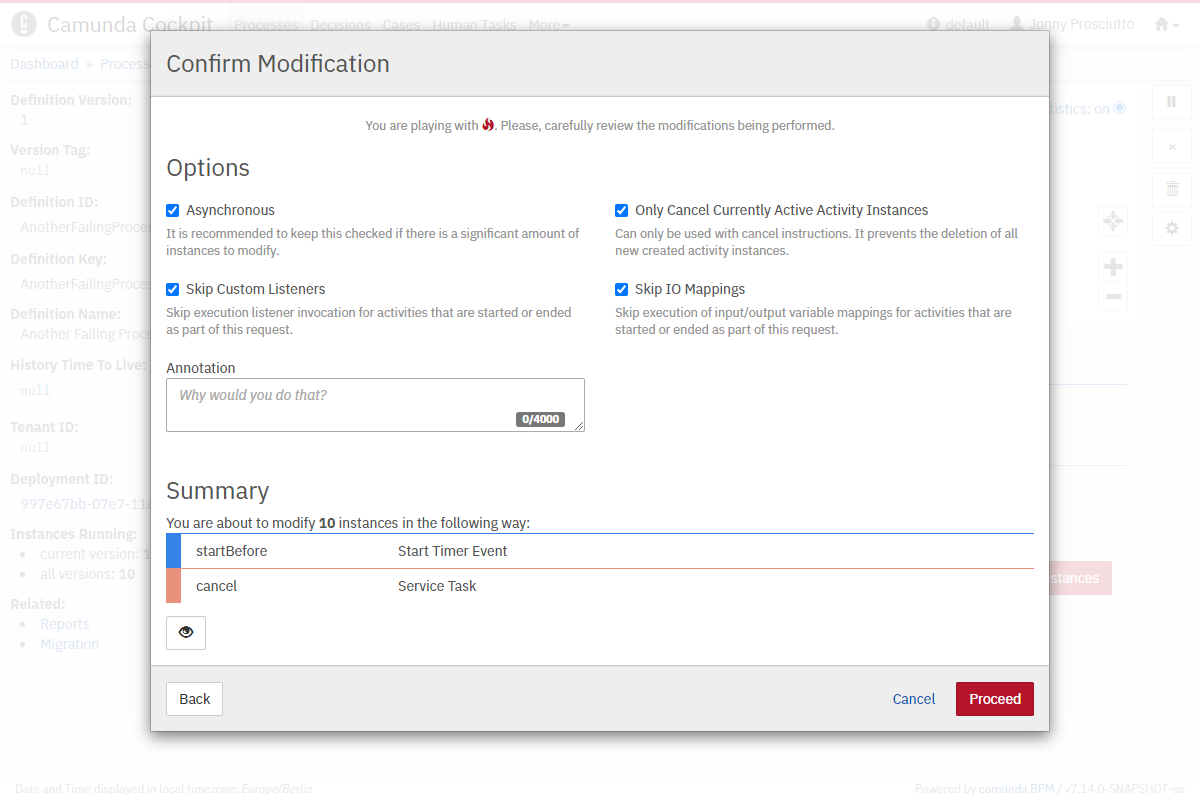 Camunda Cockpit Processes Decisions Cases Human Tasks More default Jonny Prosciutto
Dashboard » Process
Confirm Modification
Definition Version:
1
Version Tag:
null
Definition ID:
AnotherFailingProce
Definition Key:
AnotherFailingProce
Definition Name:
Another Failing Proc
History Time To Live:
null
Tenant ID:
null
Deployment ID:
997e67bb-07e7-11e
Instances Running:
current version: 1
all versions: 10
Related:
Reports
Migration
You are playing with . Please, carefully review the modifications being performed.
Options
Asynchronous
It is recommended to keep this checked if there is a significant amount of
instances to modify.
Only Cancel Currently Active Activity Instances
Can only be used with cancel instructions. It prevents the deletion of all
new created activity instances.
Skip Custom Listeners
Skip execution listener invocation for activities that are started or ended
as part of this request.
Skip IO Mappings
Skip execution of input/output variable mappings for activities that are
started or ended as part of this request.
Annotation
Why would you do that?
0/4000
Summary
You are about to modify 10 instances in the following way:
startBefore Start Timer Event
cancel Service Task
Back Cancel Proceed
tistics: on
stances
Date and Time displayed in local timezone: Europe/Berlin
Powered by camunda BPM / v7.14.0-SNAPSHOT-ee